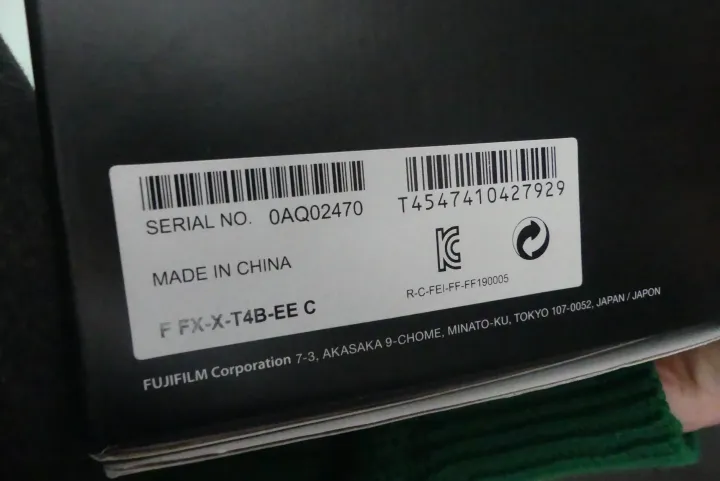 SERIAL NO. 0AQ02470
T4547410427929
MADE IN CHINA
R-C-FEI-FF-FF190005
F FX-X-T4B-EE C
FUJIFILM Corporation 7-3, AKASAKA 9-CHOME, MINATO-KU, TOKYO 107-0052, JAPAN / JAPON